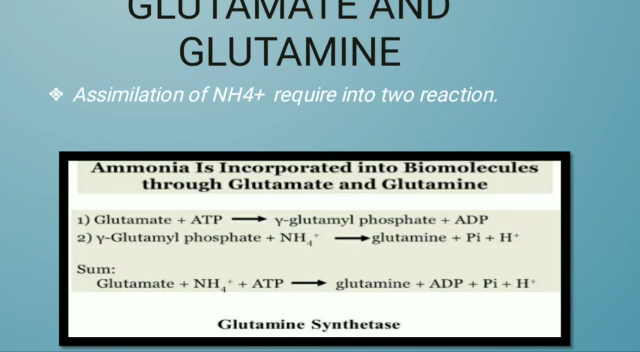 GLUTAMATE AND
GLUTAMINE
❖ Assimilation of NH4+ require into two reaction.
Ammonia Is Incorporated into Biomolecules
through Glutamate and Glutamine
1) Glutamate + ATP ⟶ γ-glutamyl phosphate + ADP
2) γ-Glutamyl phosphate + NH₄⁺ ⟶ glutamine + Pi + H⁺
Sum:
Glutamate + NH₄⁺ + ATP ⟶ glutamine + ADP + Pi + H⁺
Glutamine Synthetase